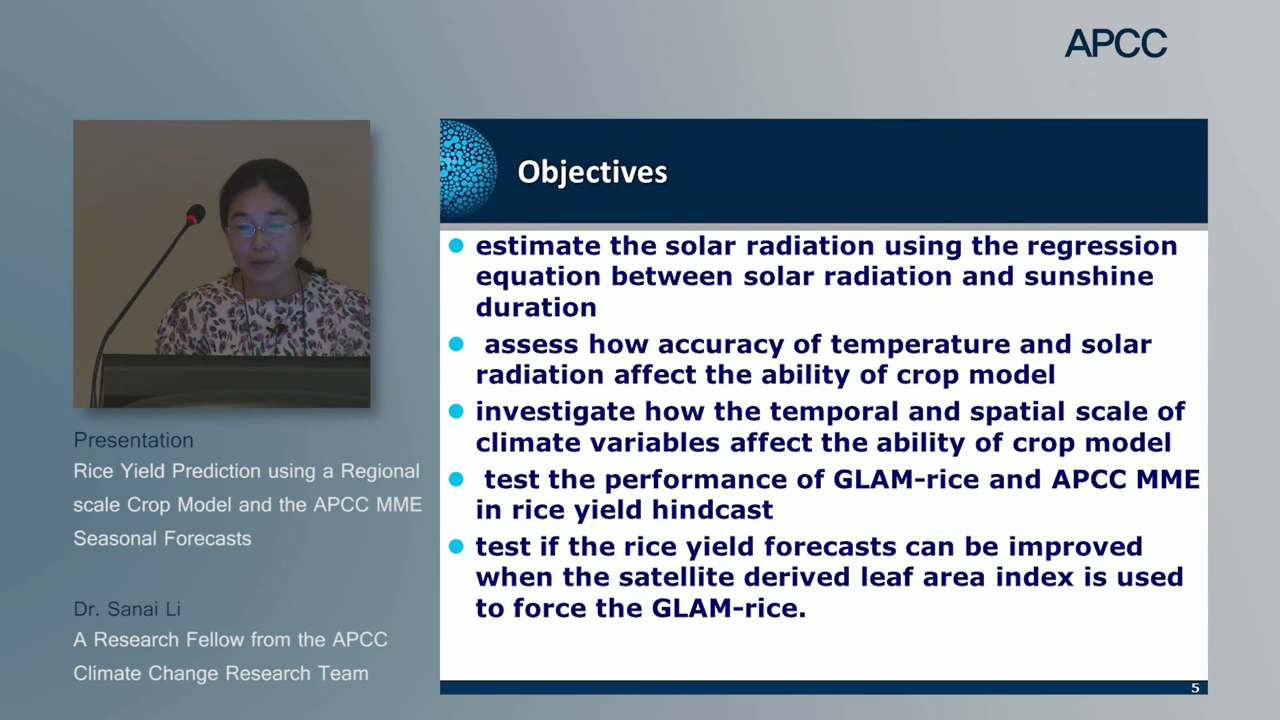 APCC
Objectives
estimate the solar radiation using the regression
equation between solar radiation and sunshine
duration
assess how accuracy of temperature and solar
radiation affect the ability of crop model
investigate how the temporal and spatial scale of
climate variables affect the ability of crop model
test the performance of GLAM-rice and APCC MME
in rice yield hindcast
test if the rice yield forecasts can be improved
when the satellite derived leaf area index is used
to force the GLAM-rice.
5
Presentation
Rice Yield Prediction using a Regional
scale Crop Model and the APCC MME
Seasonal Forecasts
Dr. Sanai Li
A Research Fellow from the APCC
Climate Change Research Team